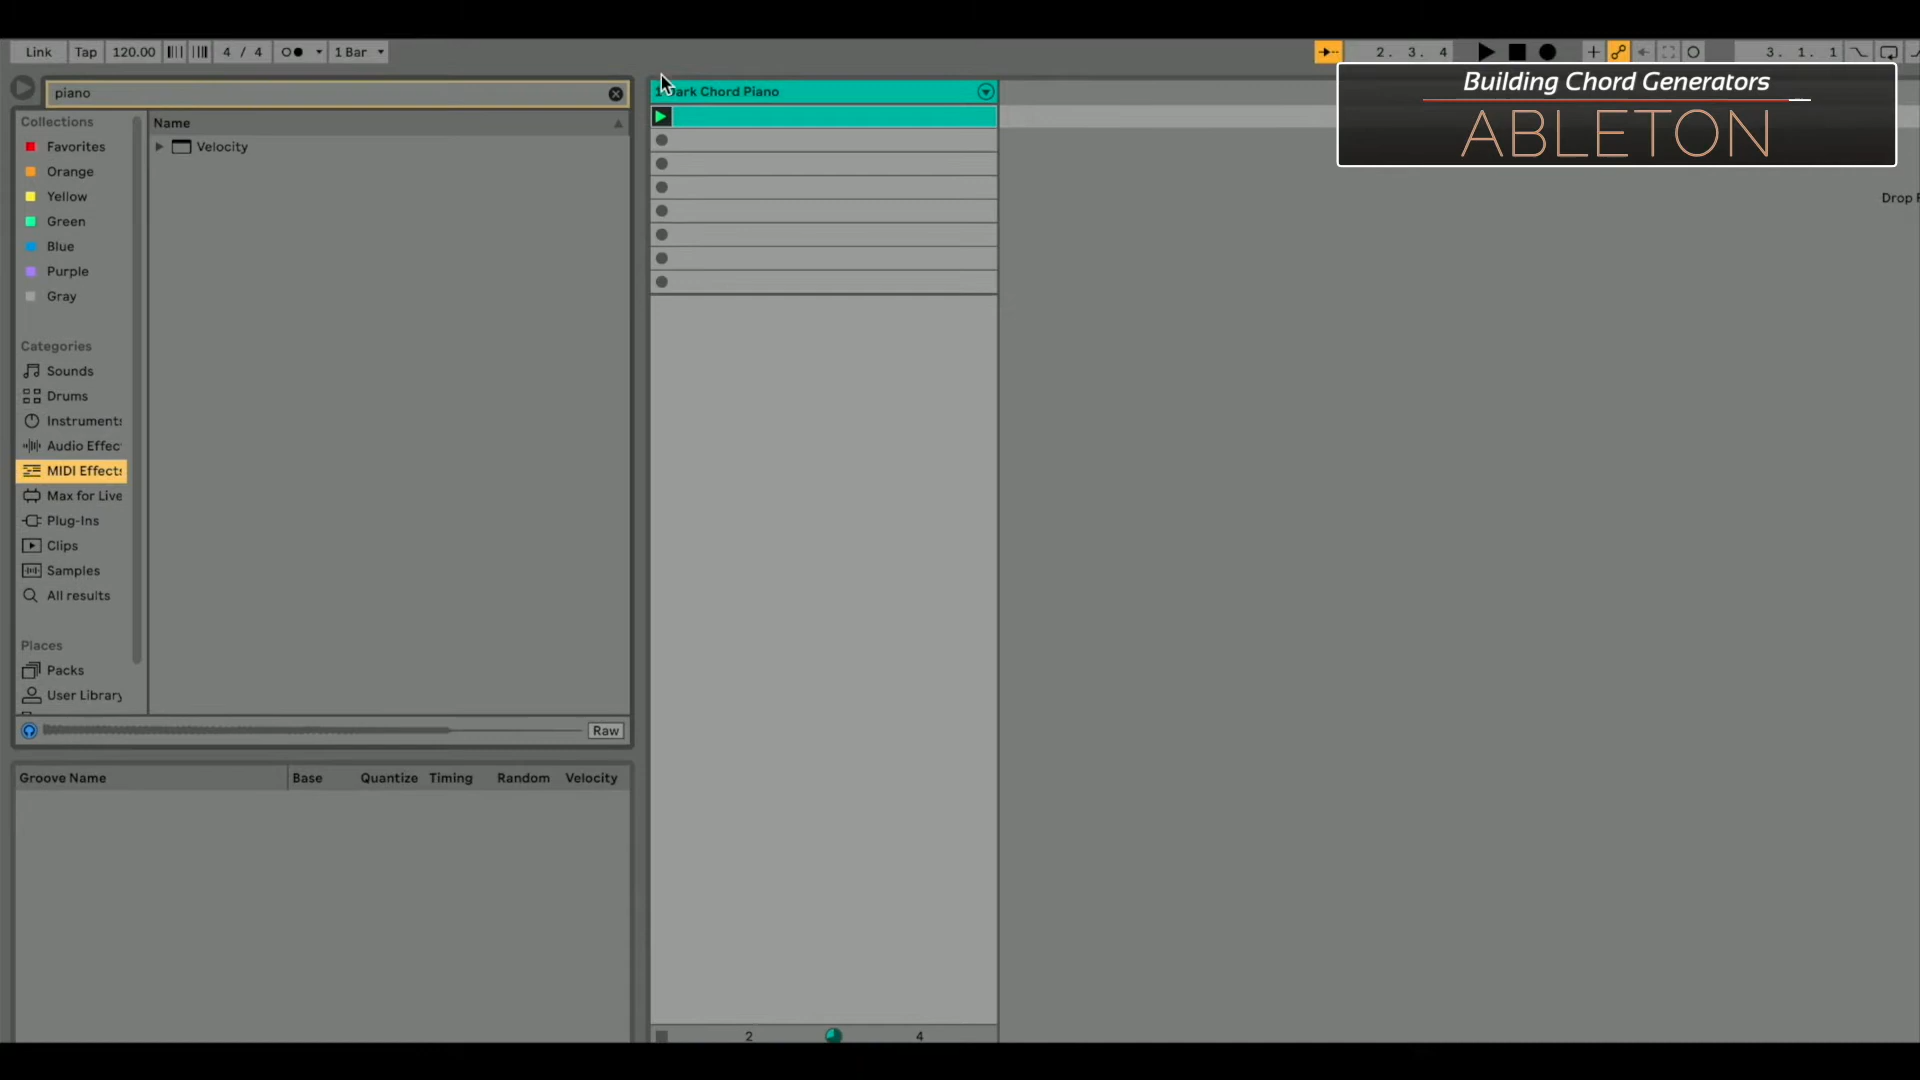 Link Tap 120.00 4 / 4 1 Bar 2. 3. 4 3. 1. 1
Building Chord Generators
ABLETON
piano
Dark Chord Piano
Collections
Name
Favorites
Velocity
Orange
Yellow
Green
Blue
Purple
Gray
Drop
Categories
Sounds
Drums
Instruments
Audio Effec
MIDI Effects
Max for Live
Plug-Ins
Clips
Samples
All results
Places
Packs
User Library
Raw
Groove Name Base Quantize Timing Random Velocity
2 4